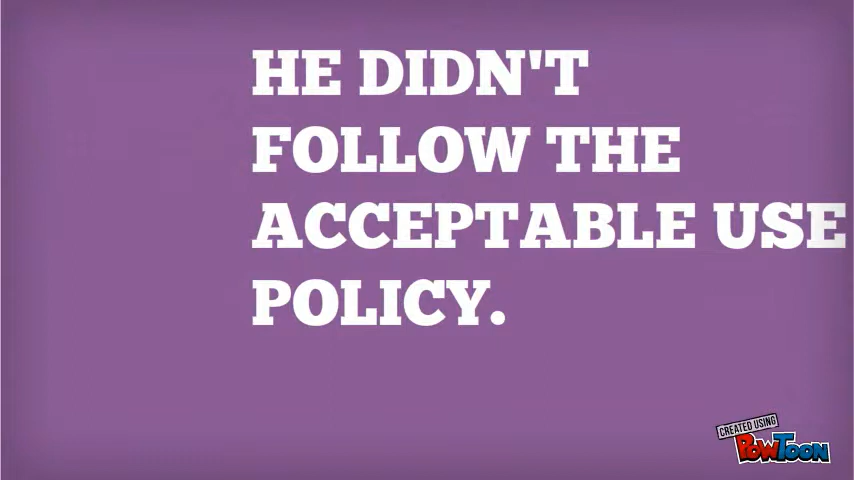 HE DIDN'T
FOLLOW THE
ACCEPTABLE USE
POLICY.
CREATED USING
POWTOON